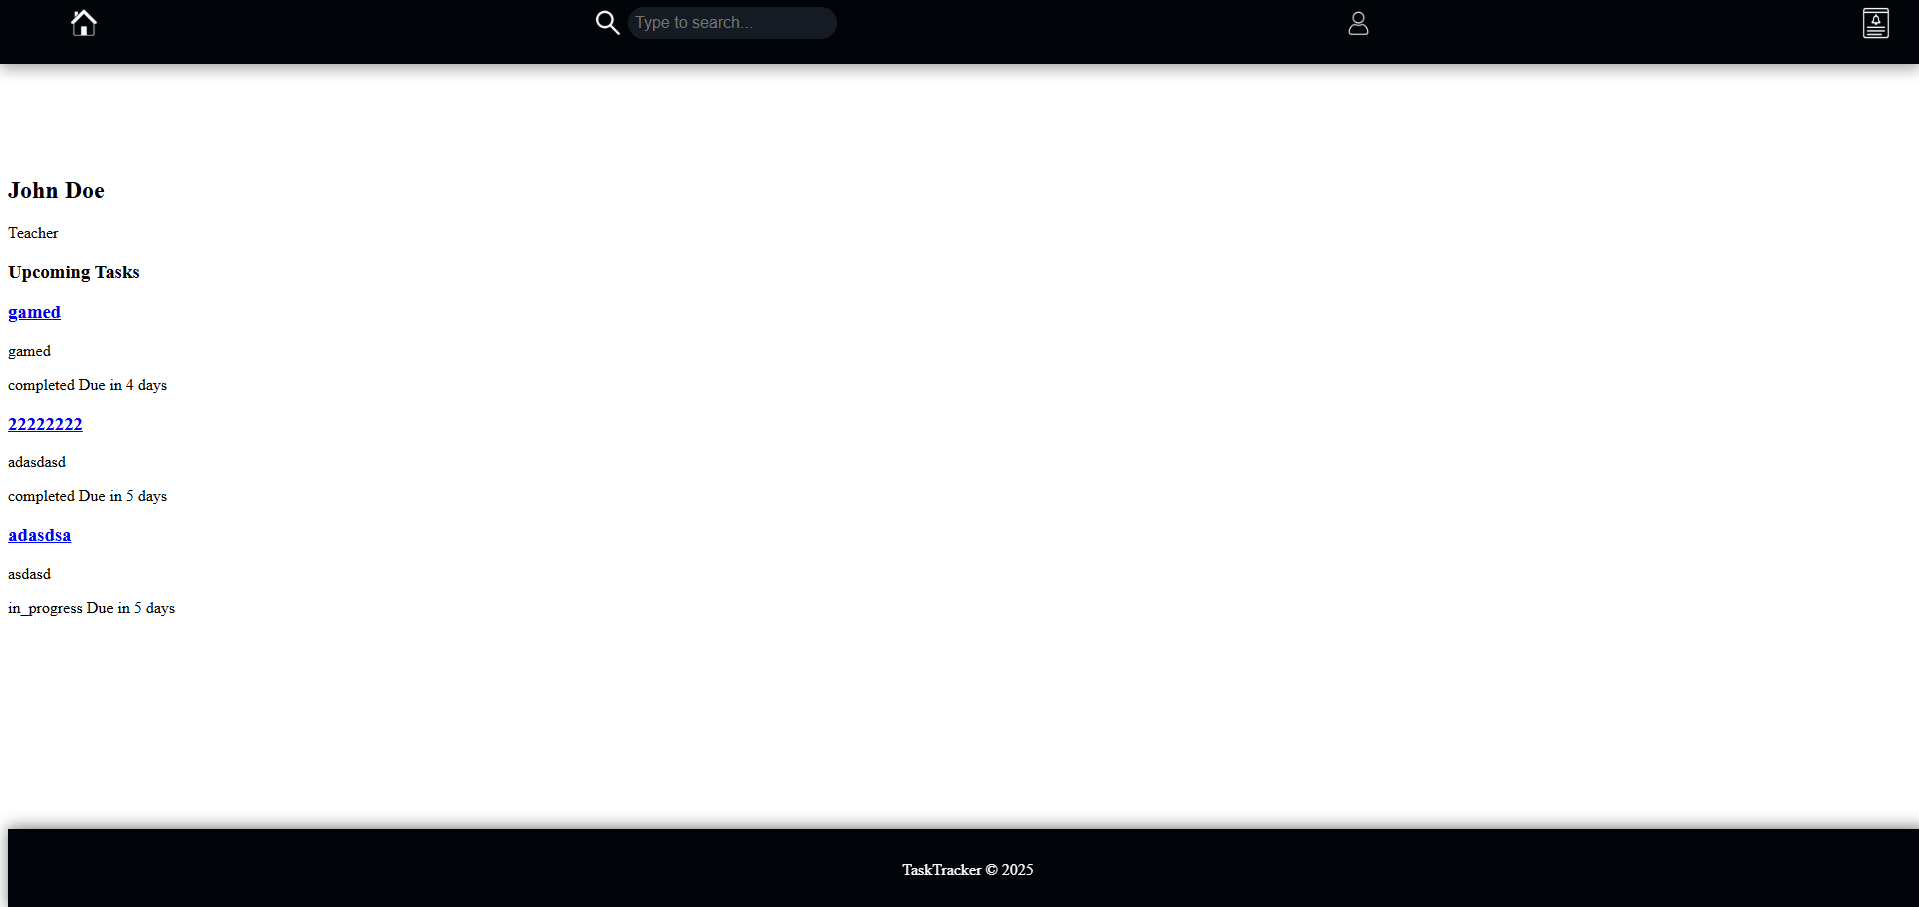 Type to search...
John Doe
Teacher
Upcoming Tasks
gamed
gamed
completed Due in 4 days
22222222
adasdasd
completed Due in 5 days
adasdsa
asdasd
in_progress Due in 5 days
TaskTracker © 2025